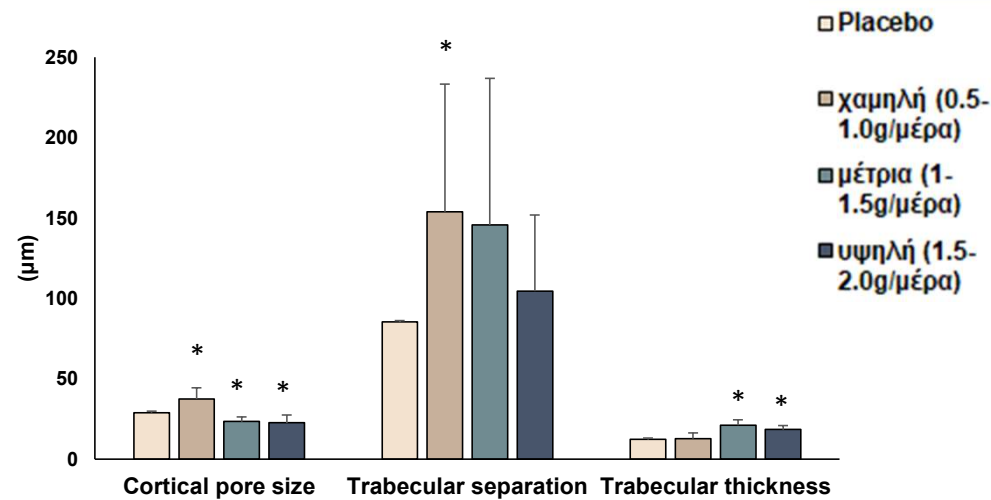 Placebo
χαμηλή (0.5-
1.0g/μέρα)
μέτρια (1-
1.5g/μέρα)
υψηλή (1.5-
2.0g/μέρα)
250
200
150
100
50
0
(μm)
*
*
*
*
*
*
Cortical pore size
Trabecular separation
Trabecular thickness